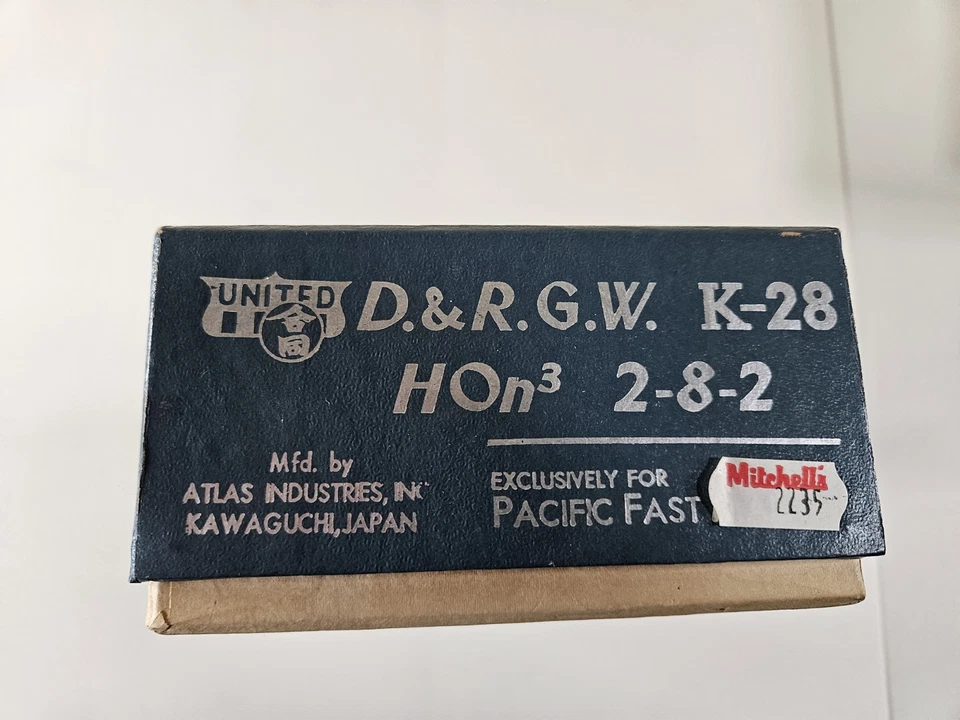 UNITED
合同
D.&R.G.W. K-28
HOn³ 2-8-2
Mfd. by
ATLAS INDUSTRIES, INC
KAWAGUCHI, JAPAN
EXCLUSIVELY FOR
PACIFIC FAST
Mitchell's
2235